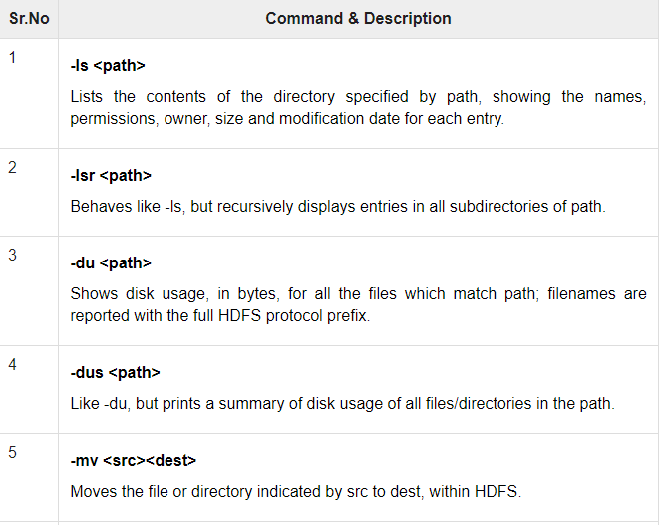 Sr.No Command & Description
1
-ls <path>
Lists the contents of the directory specified by path, showing the names,
permissions, owner, size and modification date for each entry.
2
-lsr <path>
Behaves like -ls, but recursively displays entries in all subdirectories of path.
3
-du <path>
Shows disk usage, in bytes, for all the files which match path; filenames are
reported with the full HDFS protocol prefix.
4
-dus <path>
Like -du, but prints a summary of disk usage of all files/directories in the path.
5
-mv <src><dest>
Moves the file or directory indicated by src to dest, within HDFS.